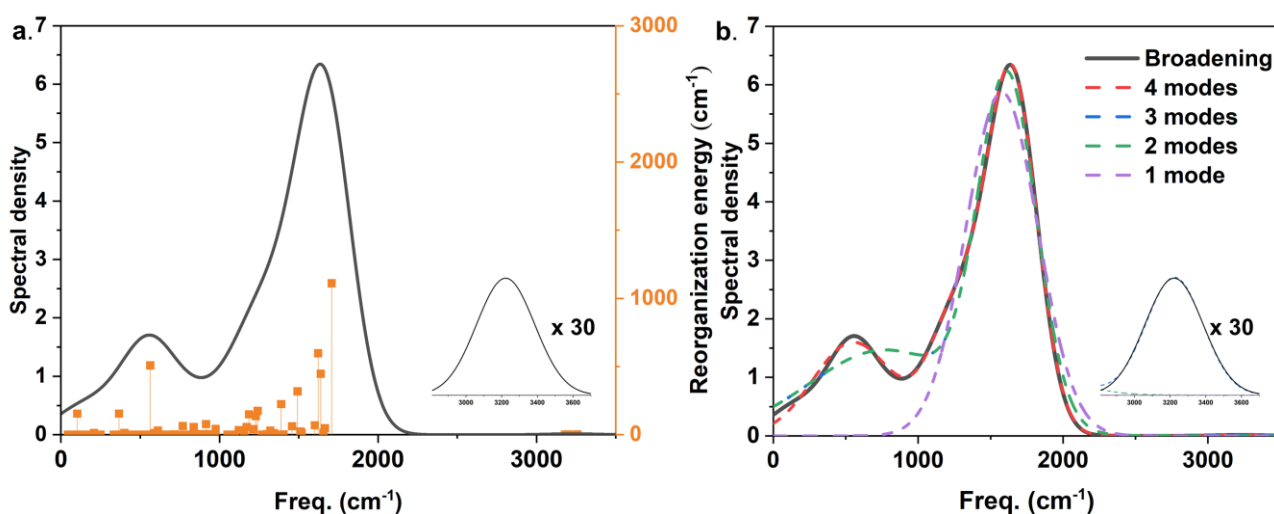 a.
7
6
5
4
3
2
1
0
Spectral density
0
1000
2000
3000
Freq. (cm-1)
3000
2000
1000
0
Reorganization energy (cm-1)
x 30
3000
3200
3400
3600
b.
7
6
5
4
3
2
1
0
Spectral density
0
1000
2000
3000
Freq. (cm-1)
Broadening
4 modes
3 modes
2 modes
1 mode
x 30
3000
3200
3400
3600